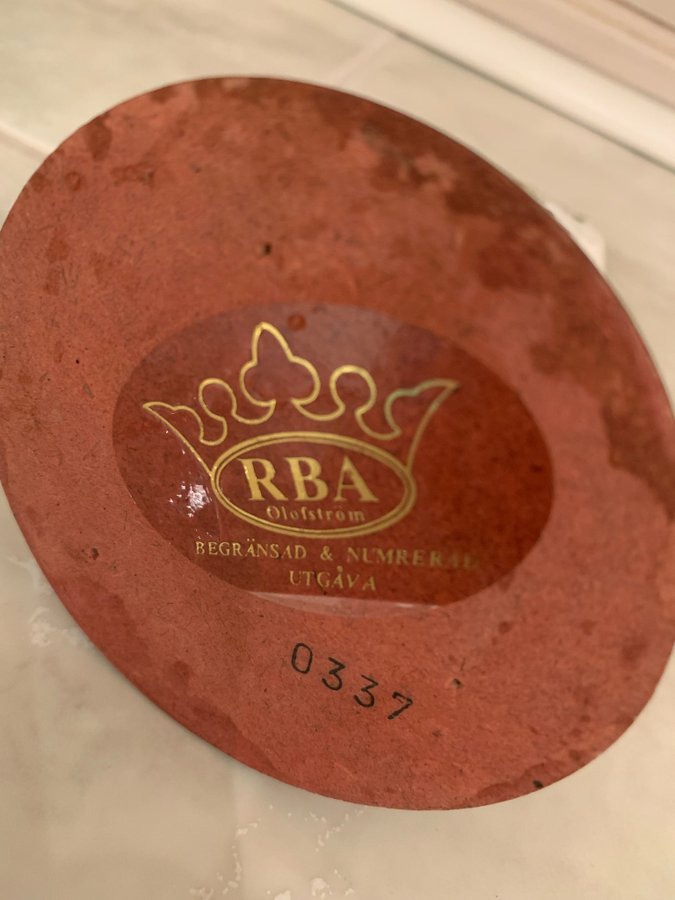 RBA
Olofström
BEGRÄNSAD & NUMRERAD
UTGÅVA
0337